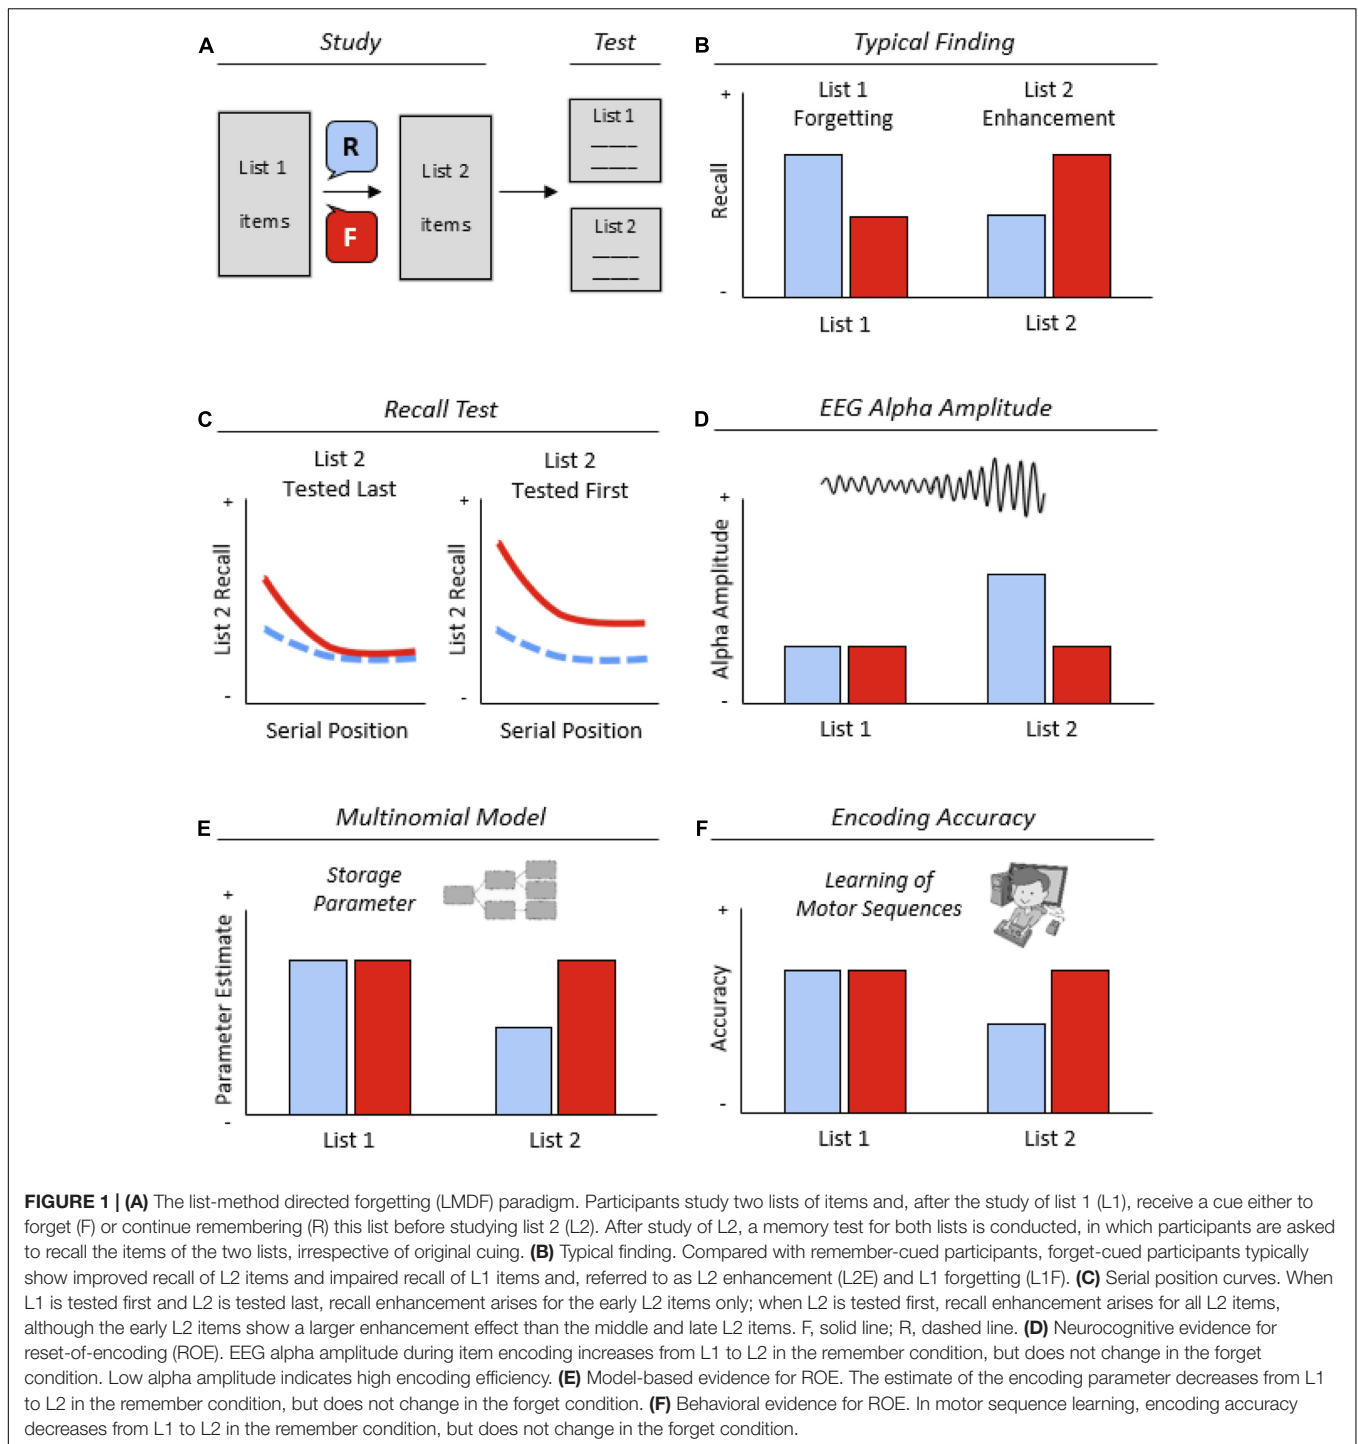 A
Study
Test
List 1
items
R
F
List 2
items
List 1
List 2
B
Typical Finding
List 1
Forgetting
List 2
Enhancement
+
Recall
-
List 1
List 2
C
Recall Test
List 2
Tested Last
+
List 2 Recall
-
Serial Position
List 2
Tested First
+
List 2 Recall
-
Serial Position
D
EEG Alpha Amplitude
+
Alpha Amplitude
-
List 1
List 2
E
Multinomial Model
Storage
Parameter
+
Parameter Estimate
-
List 1
List 2
F
Encoding Accuracy
Learning of
Motor Sequences
+
Accuracy
-
List 1
List 2
FIGURE 1 | (A) The list-method directed forgetting (LMDF) paradigm. Participants study two lists of items and, after the study of list 1 (L1), receive a cue either to
forget (F) or continue remembering (R) this list before studying list 2 (L2). After study of L2, a memory test for both lists is conducted, in which participants are asked
to recall the items of the two lists, irrespective of original cuing. (B) Typical finding. Compared with remember-cued participants, forget-cued participants typically
show improved recall of L2 items and impaired recall of L1 items and, referred to as L2 enhancement (L2E) and L1 forgetting (L1F). (C) Serial position curves. When
L1 is tested first and L2 is tested last, recall enhancement arises for the early L2 items only; when L2 is tested first, recall enhancement arises for all L2 items,
although the early L2 items show a larger enhancement effect than the middle and late L2 items. F, solid line; R, dashed line. (D) Neurocognitive evidence for
reset-of-encoding (ROE). EEG alpha amplitude during item encoding increases from L1 to L2 in the remember condition, but does not change in the forget
condition. Low alpha amplitude indicates high encoding efficiency. (E) Model-based evidence for ROE. The estimate of the encoding parameter decreases from L1
to L2 in the remember condition, but does not change in the forget condition. (F) Behavioral evidence for ROE. In motor sequence learning, encoding accuracy
decreases from L1 to L2 in the remember condition, but does not change in the forget condition.